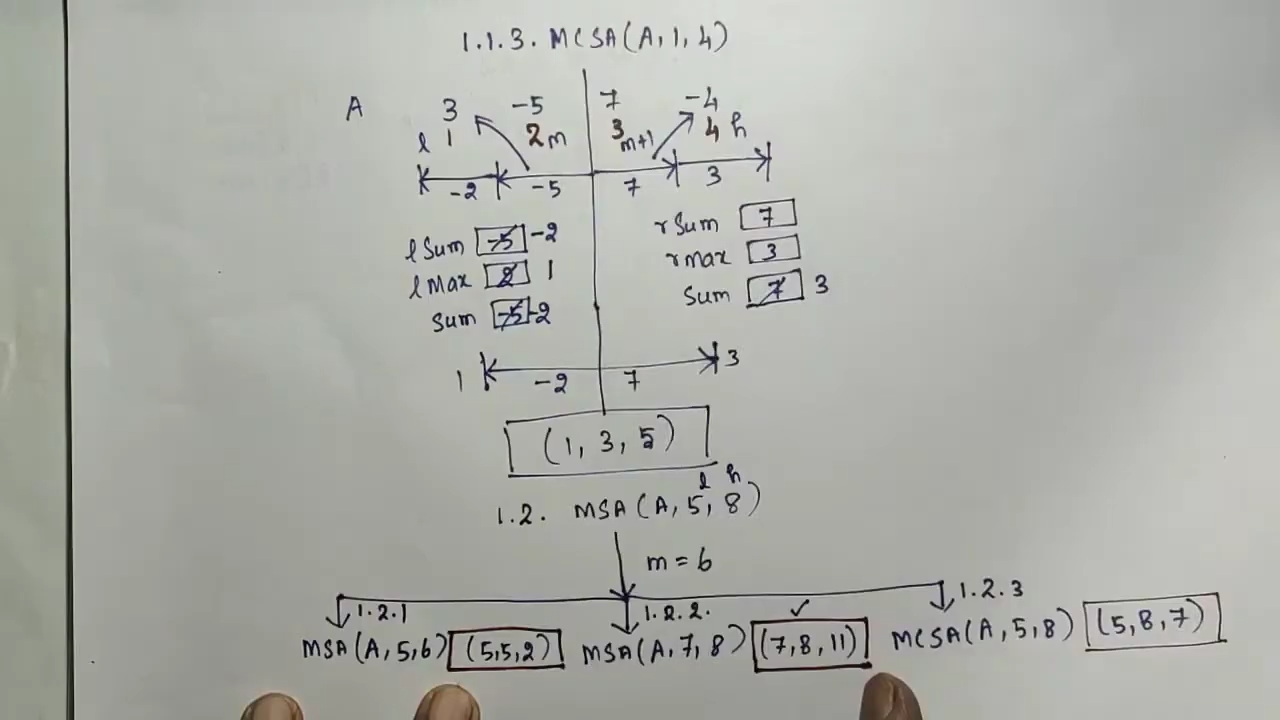 1.1.3. MCSA(A,1,4)
A 3 -5 7 -4
l 1 2 m 3 m+1 4 h
-2 -5 7 3
lSum -5 -2 rSum 7
lMax 2 1 rmax 3
Sum -5 -2 Sum 7 3
1 -2 7 3
(1, 3, 5)
l h
1.2. MSA(A, 5, 8)
m = 6
1.2.1 1.2.2. ✓ 1.2.3
MSA(A,5,6) (5,5,2) MSA(A,7,8) (7,8,11) MCSA(A,5,8) (5,8,7)